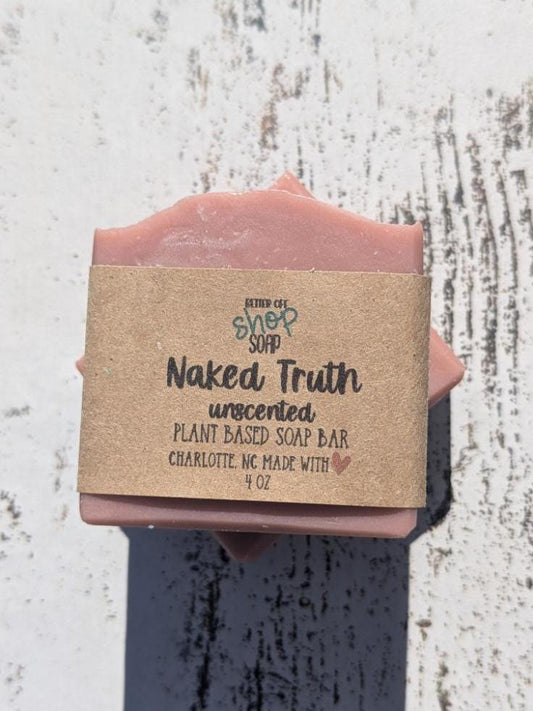 BETTER OFF
shop
SOAP
Naked Truth
unscented
PLANT BASED SOAP BAR
CHARLOTTE, NC MADE WITH
4 OZ